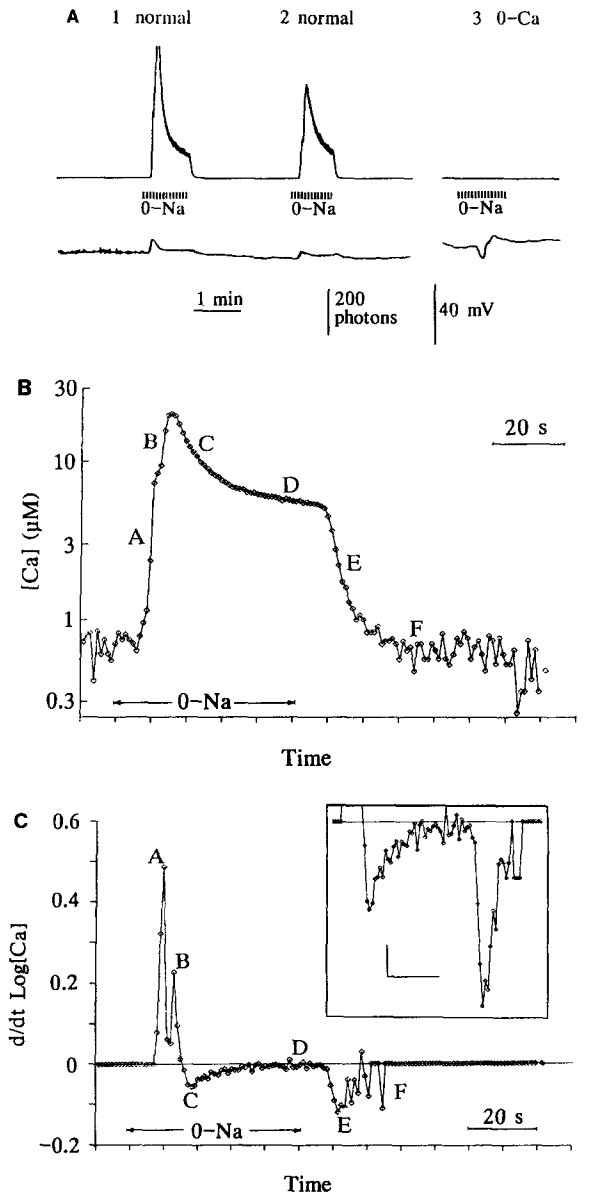 A 1 normal 2 normal 3 0-Ca
0-Na 0-Na 0-Na
1 min 200 photons 40 mV
B
30
10
3
1
0.3
[Ca] (μM)
A
B
C
D
E
F
20 s
0-Na
Time
C
0.6
0.4
0.2
0
-0.2
d/dt Log[Ca]
A
B
C
D
E
F
0-Na
20 s
Time